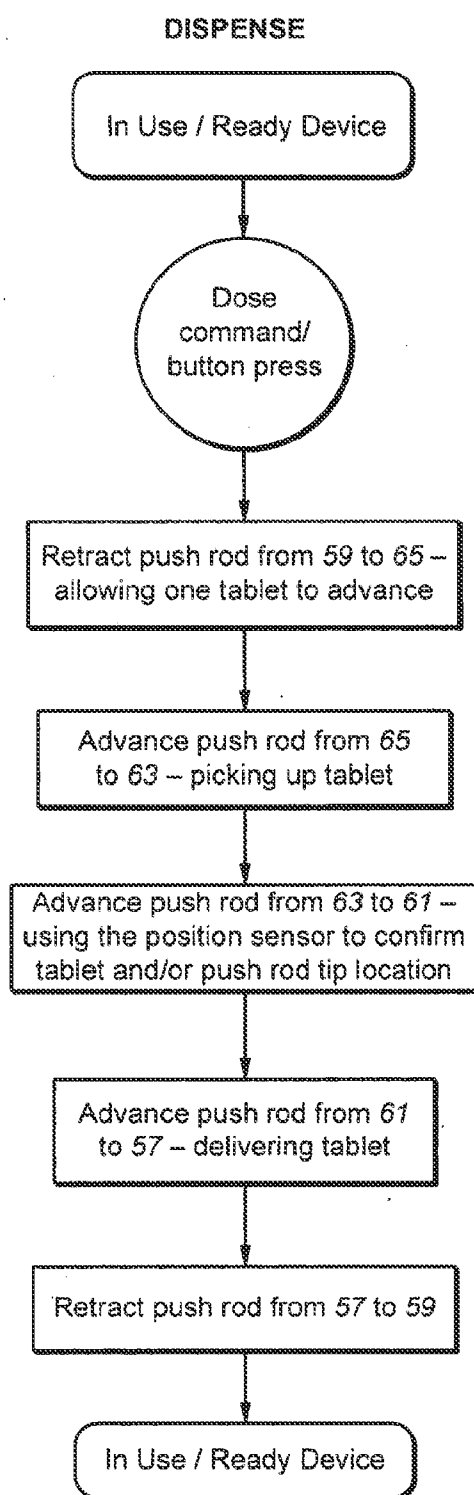 DISPENSE
In Use / Ready Device
Dose
command/
button press
Retract push rod from 59 to 65 –
allowing one tablet to advance
Advance push rod from 65
to 63 – picking up tablet
Advance push rod from 63 to 61 –
using the position sensor to confirm
tablet and/or push rod tip location
Advance push rod from 61
to 57 – delivering tablet
Retract push rod from 57 to 59
In Use / Ready Device